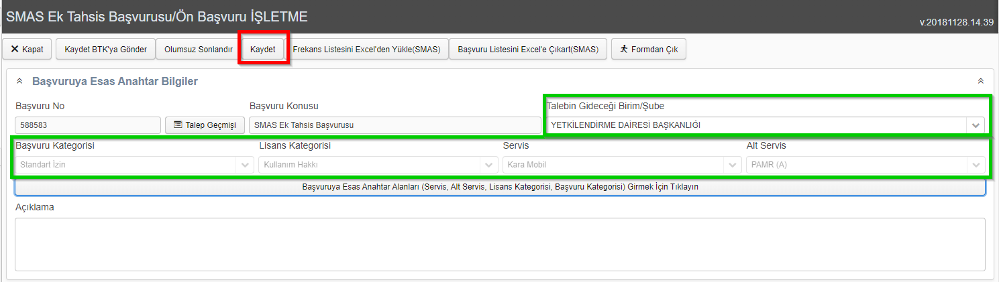 SMAS Ek Tahsis Başvurusu/Ön Başvuru İŞLETME
v.20181128.14.39
Kapat Kaydet BTK'ya Gönder Olumsuz Sonlandır Kaydet Frekans Listesini Excel'den Yükle(SMAS) Başvuru Listesini Excel'e Çıkart(SMAS) Formdan Çık
Başvuruya Esas Anahtar Bilgiler
Başvuru No Başvuru Konusu Talebin Gideceği Birim/Şube
588583 Talep Geçmişi SMAS Ek Tahsis Başvurusu YETKİLENDİRME DAİRESİ BAŞKANLIĞI
Başvuru Kategorisi Lisans Kategorisi Servis Alt Servis
Standart İzin Kullanım Hakkı Kara Mobil PAMR (A)
Başvuruya Esas Anahtar Alanları (Servis, Alt Servis, Lisans Kategorisi, Başvuru Kategorisi) Girmek İçin Tıklayın
Açıklama